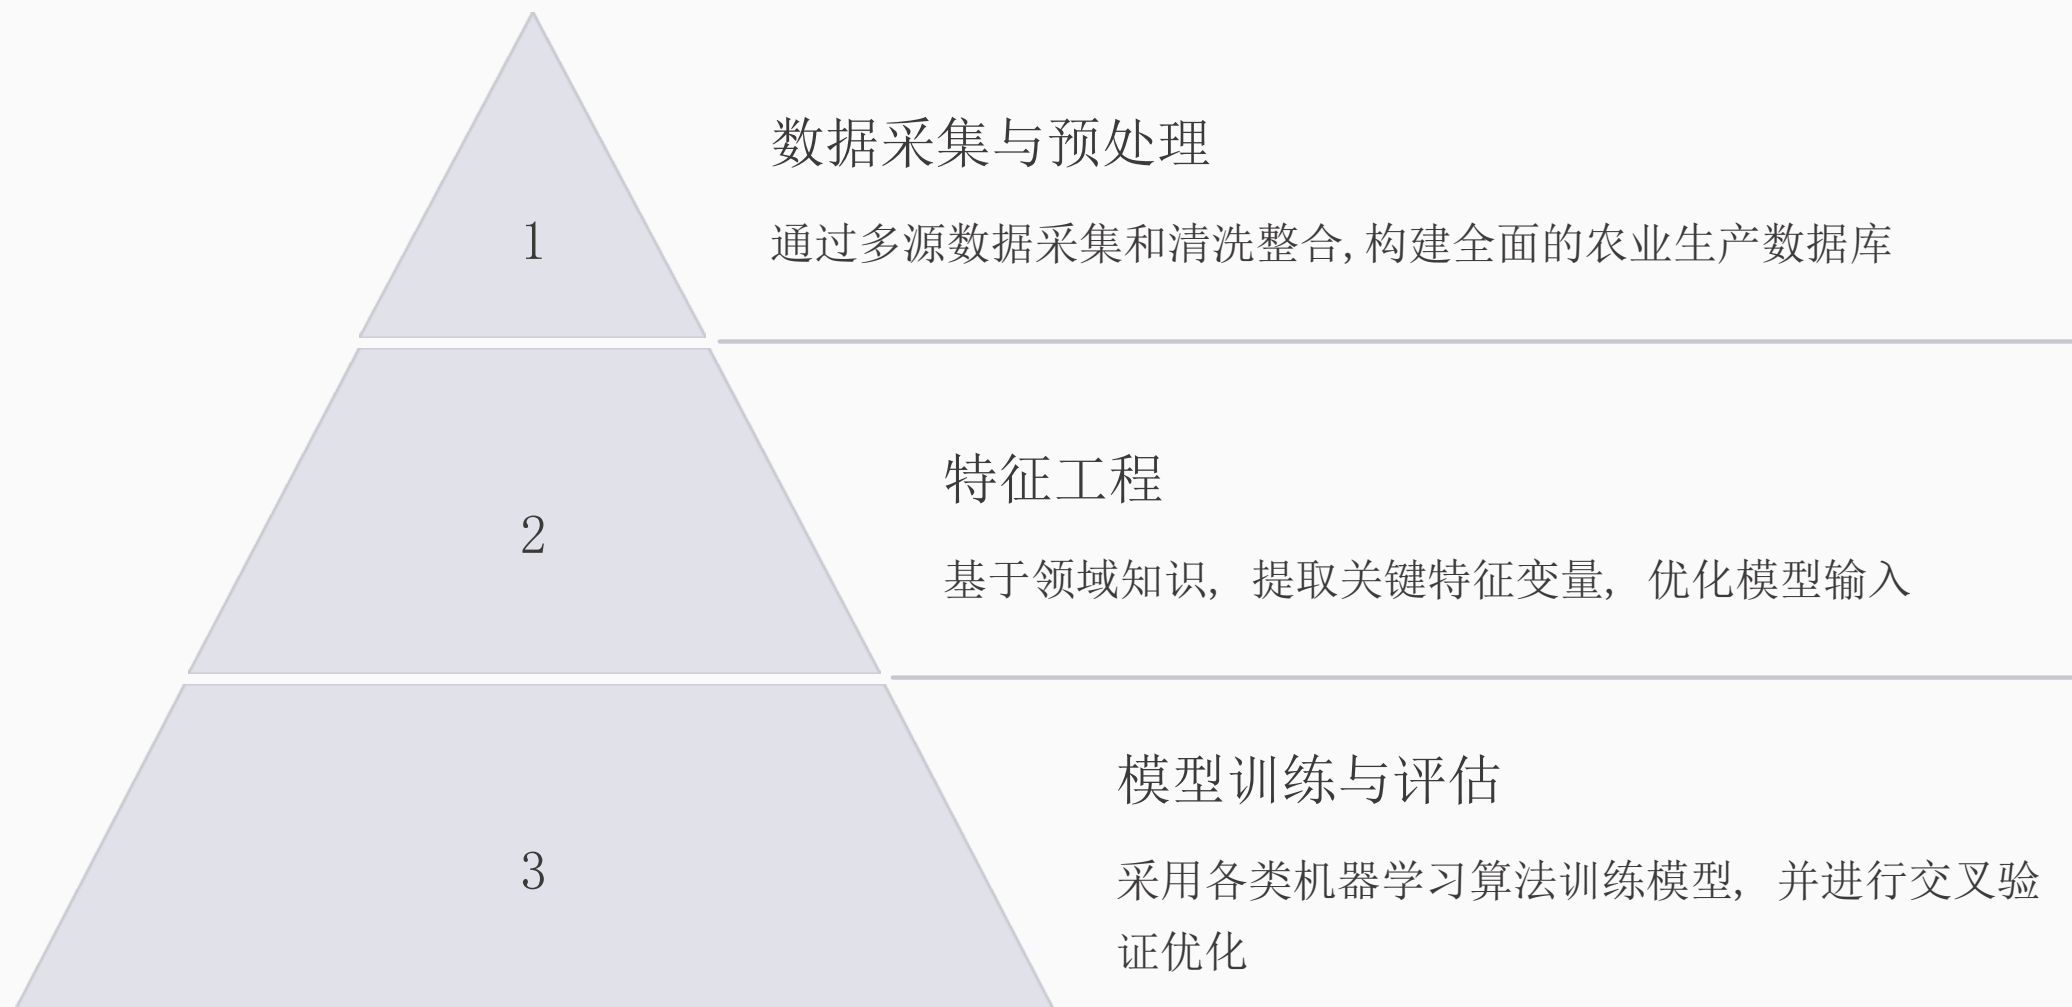 数据采集与预处理
1
通过多源数据采集和清洗整合,构建全面的农业生产数据库
特征工程
2
基于领域知识，提取关键特征变量，优化模型输入
模型训练与评估
3
采用各类机器学习算法训练模型，并进行交叉验
证优化